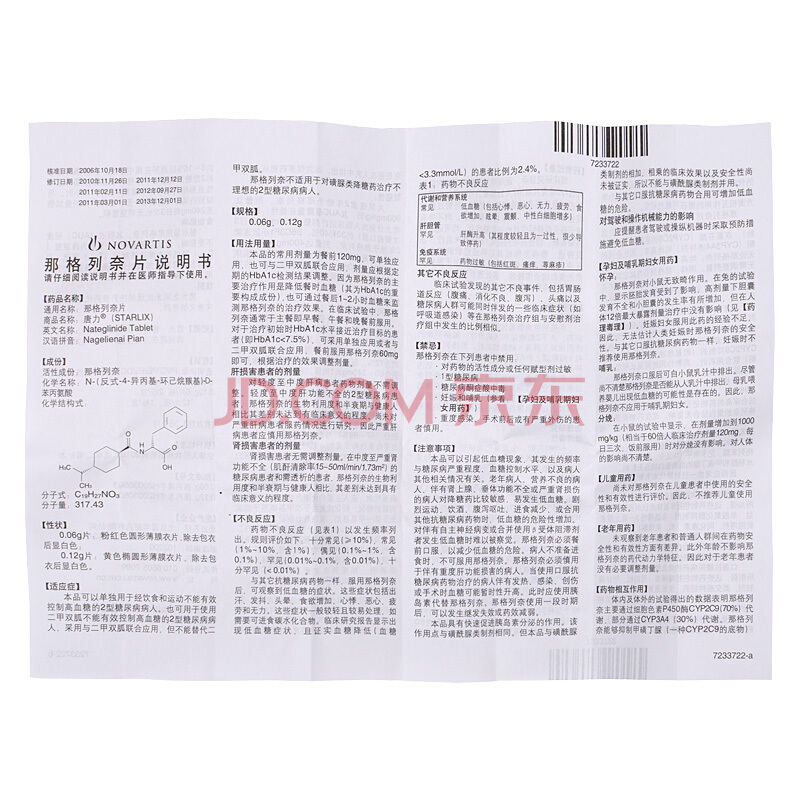 核准日期：2006年10月18日
修订日期：2010年11月26日 2011年12月12日
2011年02月11日 2012年09月27日
2011年03月01日 2013年12月01日
NOVARTIS
那格列奈片说明书
请仔细阅读说明书并在医师指导下使用。
【药品名称】
通用名称：那格列奈片
商品名称：唐力®（STARLIX）
英文名称：Nateglinide Tablet
汉语拼音：Nagelienai Pian
【成份】
活性成份：那格列奈
化学名称：N-(反式-4-异丙基-环己烷羰基)-D-
苯丙氨酸
化学结构式：
分子式：C19H27NO3
分子量：317.43
【性状】
0.06g片：粉红色圆形薄膜衣片，除去包
衣后显白色；
0.12g片：黄色椭圆形薄膜衣片，除去包衣
后显白色。
【适应症】
本品可以单独用于经饮食和运动不能有效
控制高血糖的2型糖尿病病人。也可用于使用
二甲双胍不能有效控制高血糖的2型糖尿病病
人，采用与二甲双胍联合应用，但不能替代二
甲双胍。
那格列奈不适用于对磺脲类降糖药治疗不
理想的2型糖尿病病人。
【规格】
0.06g，0.12g
【用法用量】
本品的常用剂量为餐前120mg，可单独应
用，也可与二甲双胍联合应用，剂量应根据定
期的HbA1c检测结果调整。因为那格列奈的主
要治疗作用是降低餐时血糖（其为HbA1c的重
要构成成份），也可通过餐后1~2小时血糖来监
测那格列奈的治疗效果。在临床试验中，那格
列奈通常于主餐即早餐、午餐和晚餐前服用。
对于治疗初始时HbA1c水平接近治疗目标的患
者（即HbA1c<7.5%），可采用单独应用或者与
二甲双胍联合应用，餐前服用那格列奈60mg
即可，根据治疗的效果调整剂量。
肝损害患者的剂量
对轻度至中度肝病患者药物剂量不需调
整。轻度至中度肝功能不全的2型糖尿病患
者，那格列奈的生物利用度和半衰期与健康人
相比其差别未达到有临床意义的程度。尚未对
严重肝病患者服药情况进行研究，因此严重肝
病患者应慎用那格列奈。
肾损害患者的剂量
肾损害患者无需调整剂量。在中度至严重肾
功能不全（肌酐清除率15~50ml/min/1.73m²）的
糖尿病患者和需透析的患者，那格列奈的生物利
用度和半衰期与健康人相比，其差别未达到具有
临床意义的程度。
【不良反应】
药物不良反应（见表1）以发生频率列
出。规则评价如下，十分常见(≥10%)，常见
(1%~10%，含1%)，偶见(0.1%~1%，含
0.1%)，罕见(0.01%~0.1%，含0.01%)，十
分罕见(<0.01%)。
与其它抗糖尿病药物一样，服用那格列奈
后，可观察到低血糖的症状。这些症状包括出
汗、发抖、头晕、食欲增加、心悸、恶心、疲
劳和无力。这些症状一般较轻且较易处理，如
需要可进食碳水化合物。临床研究报告显示出
现低血糖症状，且证实血糖降低（血糖
<3.3mmol/L）的患者比例为2.4%。
表1. 药物不良反应
代谢和营养系统
常见 低血糖（包括心悸、恶心、无力、疲劳、食
欲增加、眩晕、震颤、中性白细胞增多）
肝胆管
罕见 肝酶升高（其程度较轻且为一过性，很少导
致停药）
免疫系统
罕见 药物过敏（包括红斑、瘙痒、荨麻疹）
其它不良反应
临床试验发现的其它不良事件，包括胃肠
道反应（腹痛、消化不良、腹泻）、头痛以及
糖尿病人群可能同时伴发的一些临床症状（如
呼吸道感染）等在那格列奈治疗组与安慰剂治
疗组中发生的比例相似。
【禁忌】
那格列奈在下列患者中禁用：
·对药物的活性成分或任何赋型剂过敏
·1型糖尿病
·糖尿病酮症酸中毒
·妊娠和哺乳（参看【孕妇及哺乳期妇
女用药】）
·重度感染、手术前后或有严重外伤的患
者慎用。
【注意事项】
本品可以引起低血糖现象，其发生的频率
与糖尿病严重程度、血糖控制水平，以及病人
其他相关情况有关。老年病人、营养不良的病
人、伴有肾上腺、垂体功能不全或严重肾损伤
的病人对降糖药比较敏感，易发生低血糖。剧
烈运动、饮酒、腹泻呕吐、进食减少、或合用
其他抗糖尿病药物时，低血糖的危险性增加。
对伴有自主神经病变或合并使用β受体阻滞剂
者发生低血糖时难以被察觉。那格列奈必须餐
前口服，以减少低血糖的危险。病人不准备进
食时，不可服用那格列奈。那格列奈必须慎用
于伴有重度肝功能损害的病人。当使用口服抗
糖尿病药物治疗的病人伴有发热、感染、创伤
或手术时血糖可能暂时性升高。此时应使用胰
岛素代替那格列奈。那格列奈使用一段时期
后，可以发生继发失效或药效减弱。
本品具有快速促进胰岛素分泌的作用。该
作用点与磺脲类制剂相同。但本品与磺脲脲
7233722
类制剂的相加、相乘的临床效果以及安全性尚
未被证实，所以不能与磺脲类制剂并用。
与其它口服抗糖尿病药物合用可增加低血
糖的危险。
对驾驶和操作机械能力的影响
应提醒患者驾驶或操纵机器时采取预防措
施避免低血糖。
【孕妇及哺乳期妇女用药】
怀孕：
那格列奈对小鼠无致畸作用。在兔的试验
中，显示胚胎发育受到了影响，高剂量下胆囊
发育不全和小胆囊的发生率有所增加，但在人
体12倍最大暴露剂量治疗中没有影响（见【药
理毒理】）。妊娠妇女服用此药的经验有限，
因此，无法估计人类妊娠时那格列奈的安全
性。与其它口服抗糖尿病药物一样，妊娠时不
推荐使用那格列奈。
哺乳：
那格列奈口服后可自小鼠乳汁中排出。尽管
尚不清楚那格列奈是否能从人乳汁中排出，母乳喂
养婴儿出现低血糖的可能性是存在的。因此，那
格列奈不应用于哺乳期妇女。
分娩：
在小鼠的试验中显示，在剂量增加到1000
mg/kg（相当于60倍人临床治疗剂量120mg，每
日三次，饭前服用）时对分娩没有影响。对人体
的影响尚不清楚。
【儿童用药】
尚未对那格列奈在儿童患者中使用的安全
性和有效性进行评价。因此，不推荐儿童使用
那格列奈。
【老年用药】
未观察到老年患者和普通人群间在药物安
全性和有效性方面有差异。此外年龄不影响那
格列奈的药代动力学特征。因此对于老年患者
没有必要调整剂量。
【药物相互作用】
体内及体外的试验得出的数据表明那格列
奈主要通过细胞色素P450酶CYP2C9(70%)代
谢，部分通过CYP3A4(30%)代谢。那格列
奈能够抑制甲磺丁脲（一种CYP2C9的底物）
7233722-a
JD.COM 京东